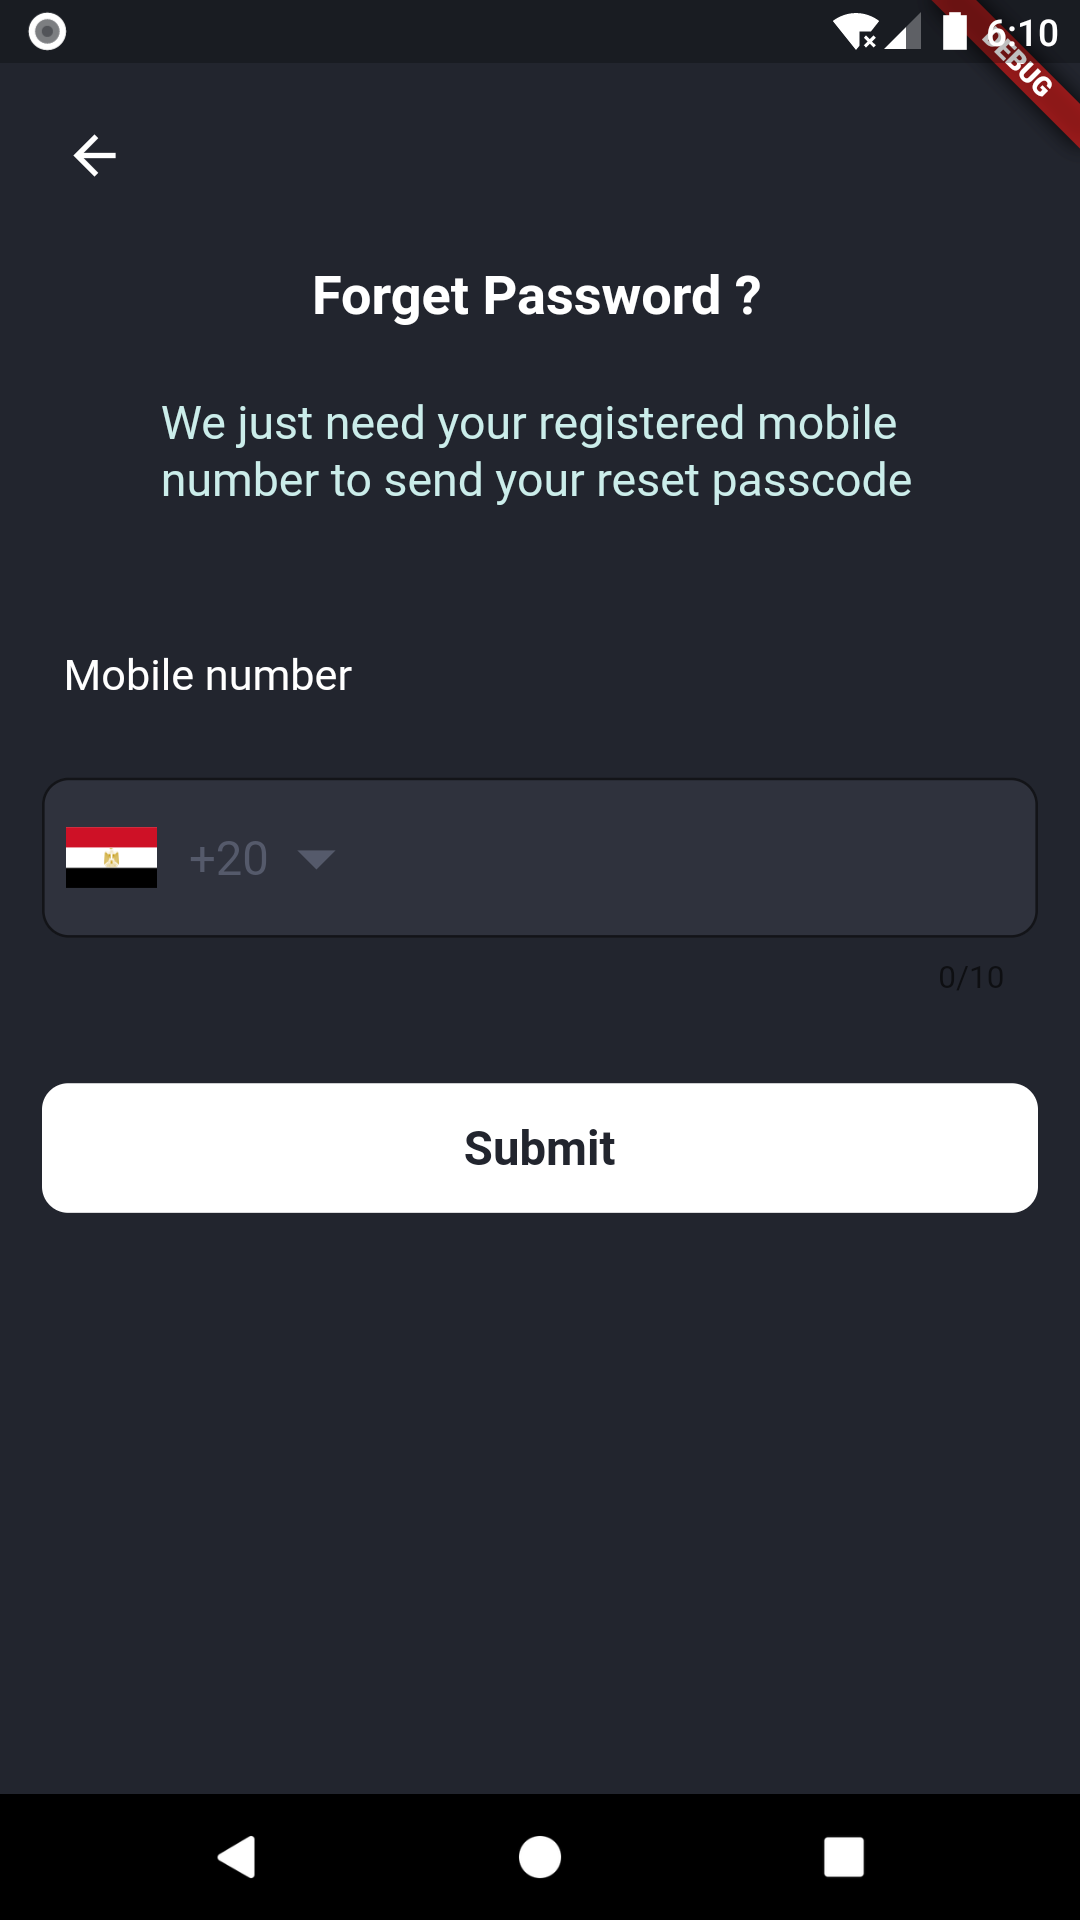 6:10
DEBUG
Forget Password ?
We just need your registered mobile
number to send your reset passcode
Mobile number
+20
0/10
Submit